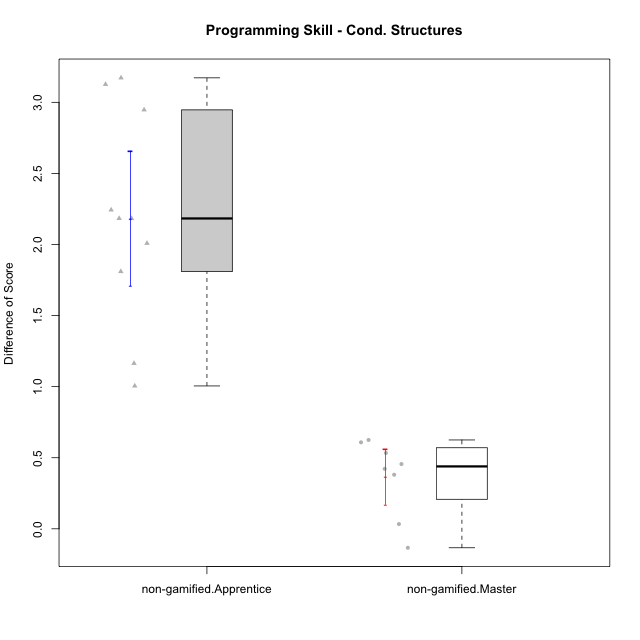 Programming Skill - Cond. Structures
Difference of Score
3.0
2.5
2.0
1.5
1.0
0.5
0.0
non-gamified.Apprentice
non-gamified.Master